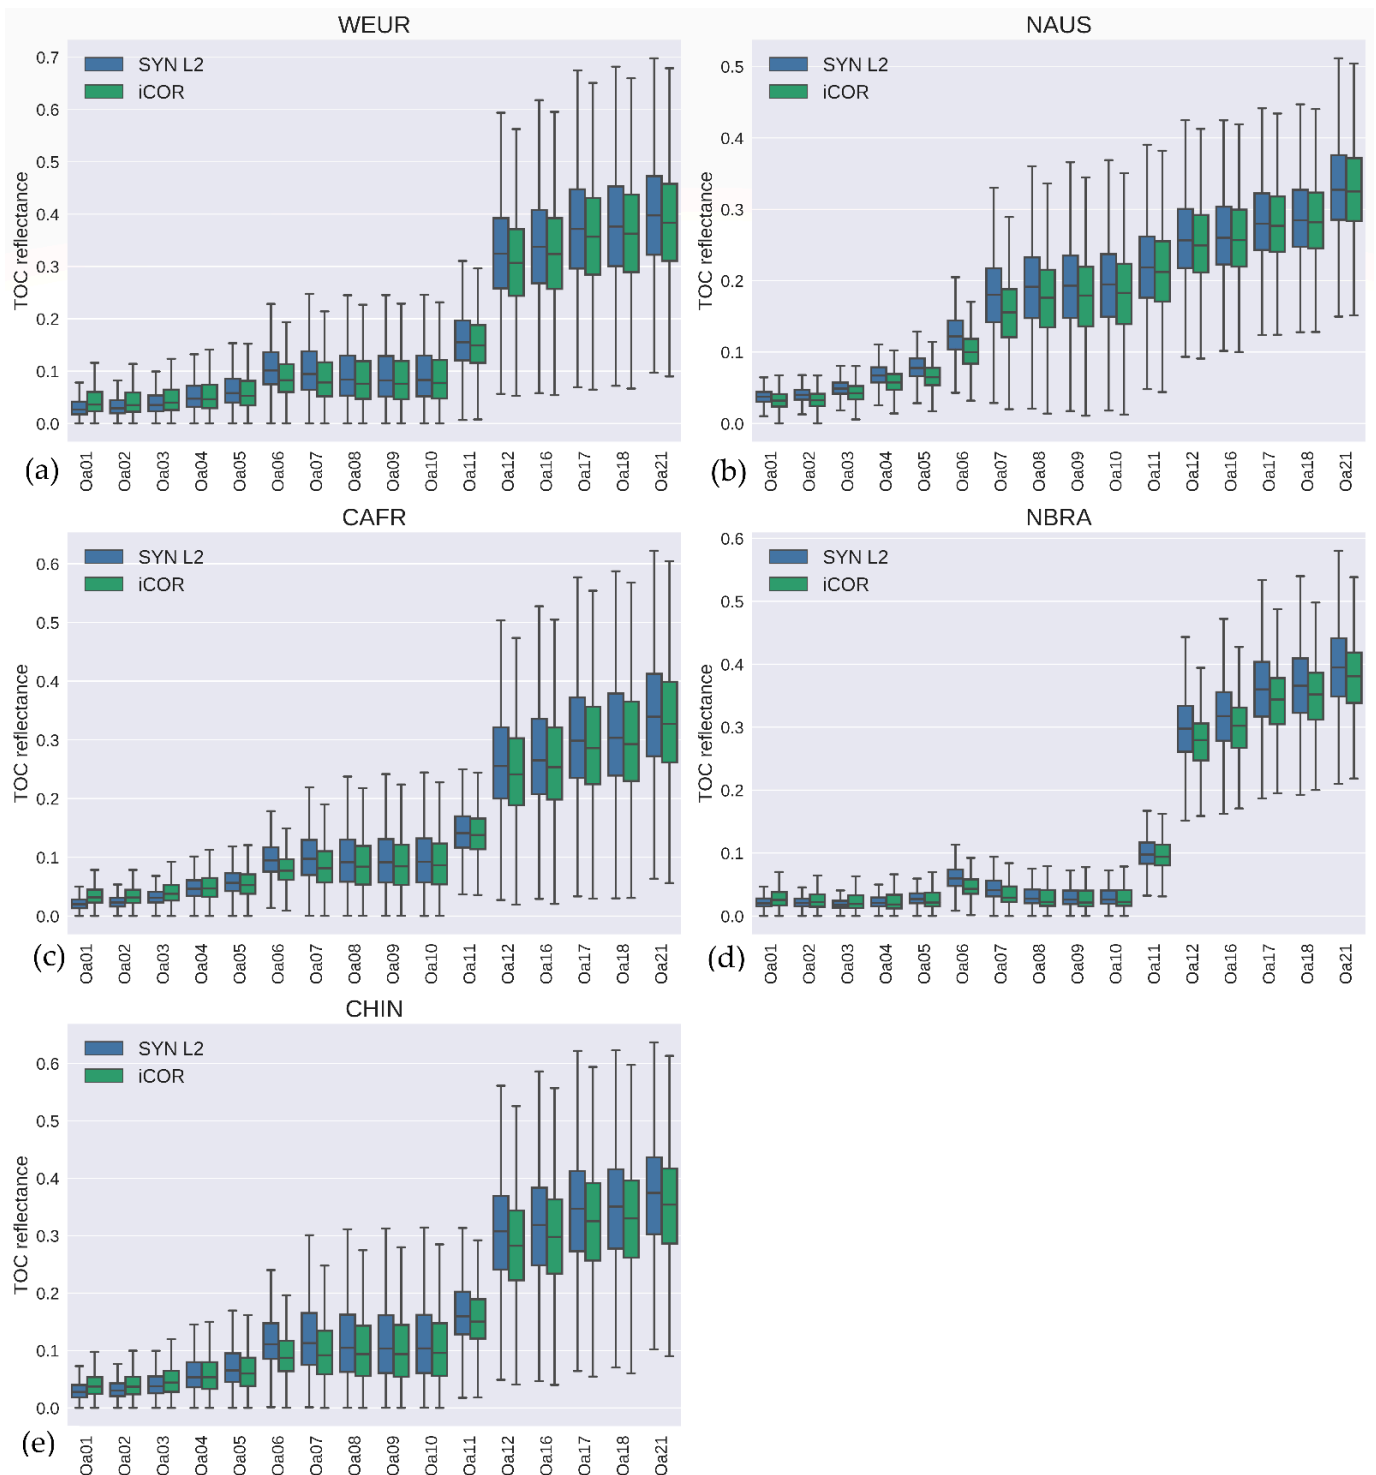 WEUR
SYN L2
iCOR
TOC reflectance
0.7
0.6
0.5
0.4
0.3
0.2
0.1
0.0
Oa01 Oa02 Oa03 Oa04 Oa05 Oa06 Oa07 Oa08 Oa09 Oa10 Oa11 Oa12 Oa16 Oa17 Oa18 Oa21
(a)
NAUS
SYN L2
iCOR
TOC reflectance
0.5
0.4
0.3
0.2
0.1
0.0
Oa01 Oa02 Oa03 Oa04 Oa05 Oa06 Oa07 Oa08 Oa09 Oa10 Oa11 Oa12 Oa16 Oa17 Oa18 Oa21
(b)
CAFR
SYN L2
iCOR
TOC reflectance
0.6
0.5
0.4
0.3
0.2
0.1
0.0
Oa01 Oa02 Oa03 Oa04 Oa05 Oa06 Oa07 Oa08 Oa09 Oa10 Oa11 Oa12 Oa16 Oa17 Oa18 Oa21
(c)
NBRA
SYN L2
iCOR
TOC reflectance
0.6
0.5
0.4
0.3
0.2
0.1
0.0
Oa01 Oa02 Oa03 Oa04 Oa05 Oa06 Oa07 Oa08 Oa09 Oa10 Oa11 Oa12 Oa16 Oa17 Oa18 Oa21
(d)
CHIN
SYN L2
iCOR
TOC reflectance
0.6
0.5
0.4
0.3
0.2
0.1
0.0
Oa01 Oa02 Oa03 Oa04 Oa05 Oa06 Oa07 Oa08 Oa09 Oa10 Oa11 Oa12 Oa16 Oa17 Oa18 Oa21
(e)